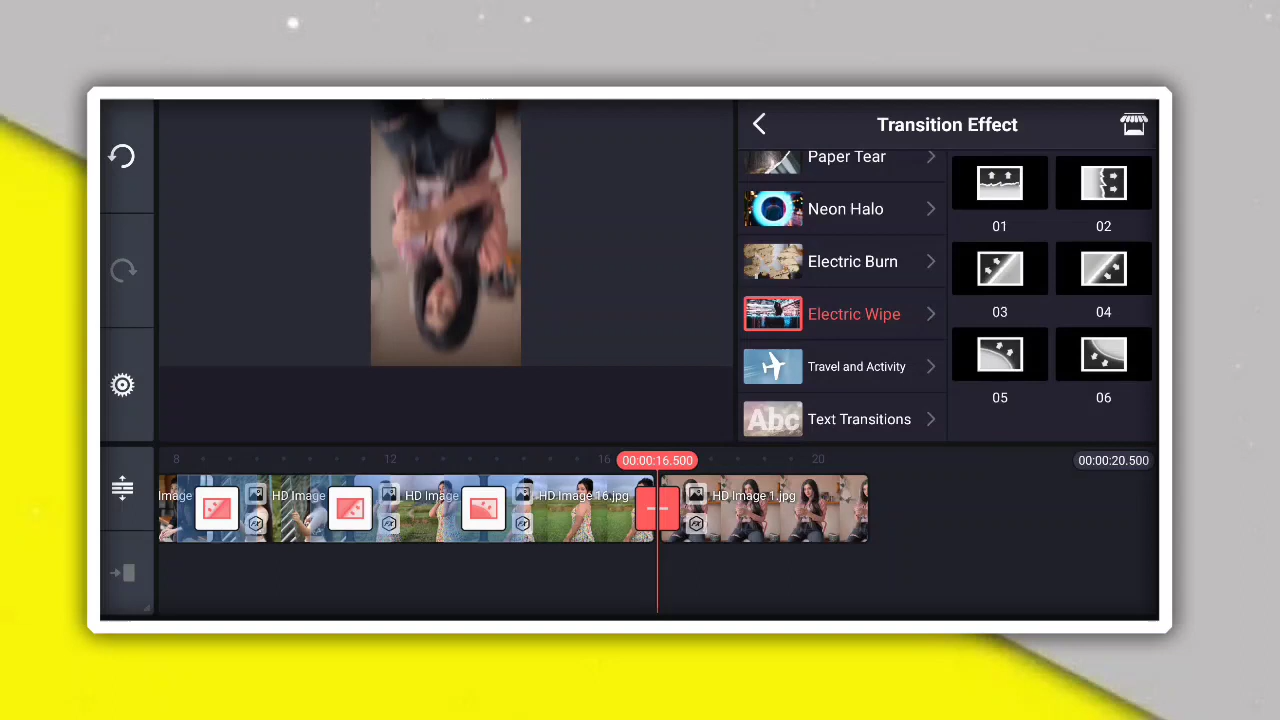 Transition Effect
Paper Tear
Neon Halo
Electric Burn
Electric Wipe
Travel and Activity
Abc
Text Transitions
01
02
03
04
05
06
8
12
16
00:00:16.500
20
00:00:20.500
Image
HD Image
HD Image
HD Image 16.jpg
HD Image 1.jpg